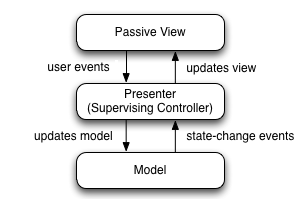 Passive View
user events
updates view
Presenter
(Supervising Controller)
updates model
state-change events
Model